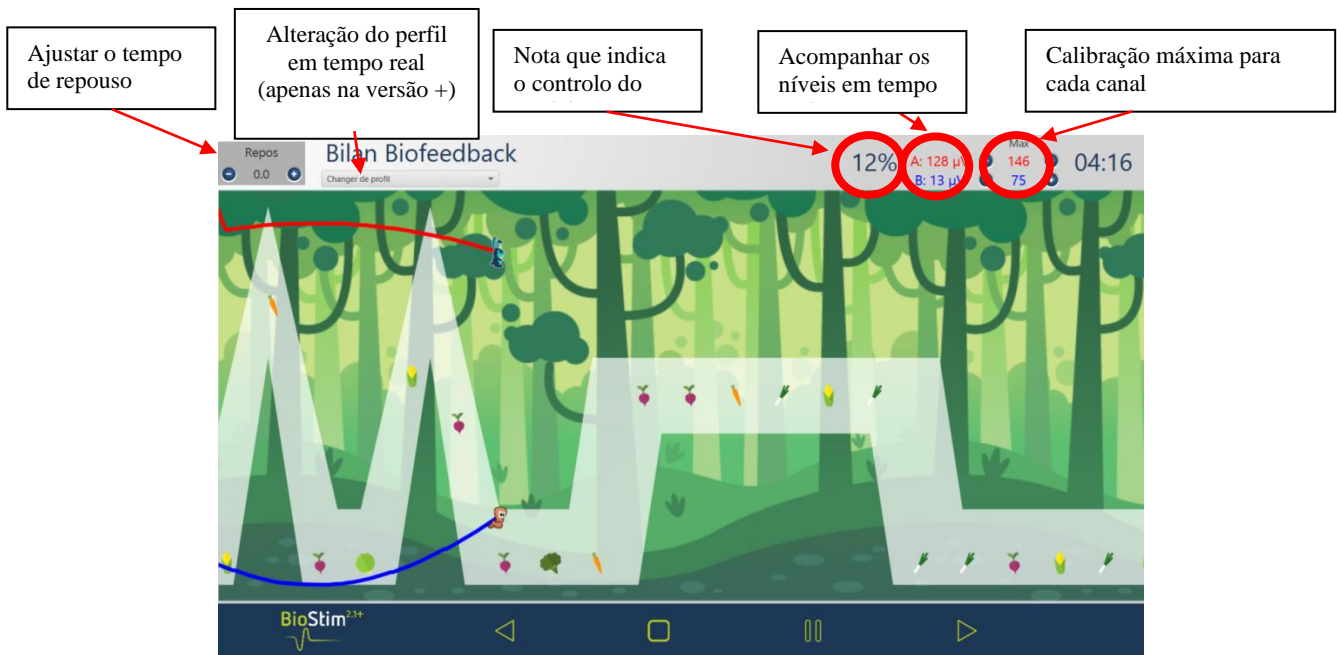 Ajustar o tempo
de repouso
Alteração do perfil
em tempo real
(apenas na versão +)
Nota que indica
o controlo do
Acompanhar os
níveis em tempo
Calibração máxima para
cada canal
Repos
0.0
Bilan Biofeedback
Changer de profil
12%
A: 128 µV
B: 13 µV
Max
146
75
04:16
BioStim2.1+